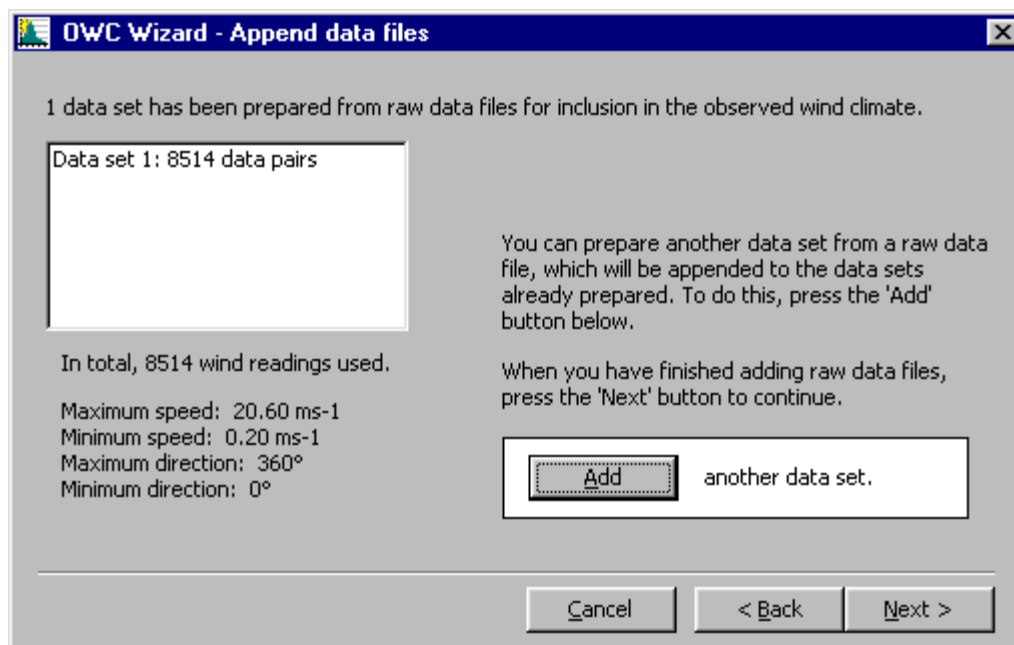 OWC Wizard - Append data files
1 data set has been prepared from raw data files for inclusion in the observed wind climate.
Data set 1: 8514 data pairs
You can prepare another data set from a raw data
file, which will be appended to the data sets
already prepared. To do this, press the 'Add'
button below.
In total, 8514 wind readings used.
When you have finished adding raw data files,
press the 'Next' button to continue.
Maximum speed: 20.60 ms-1
Minimum speed: 0.20 ms-1
Maximum direction: 360°
Minimum direction: 0°
Add another data set.
Cancel < Back Next >